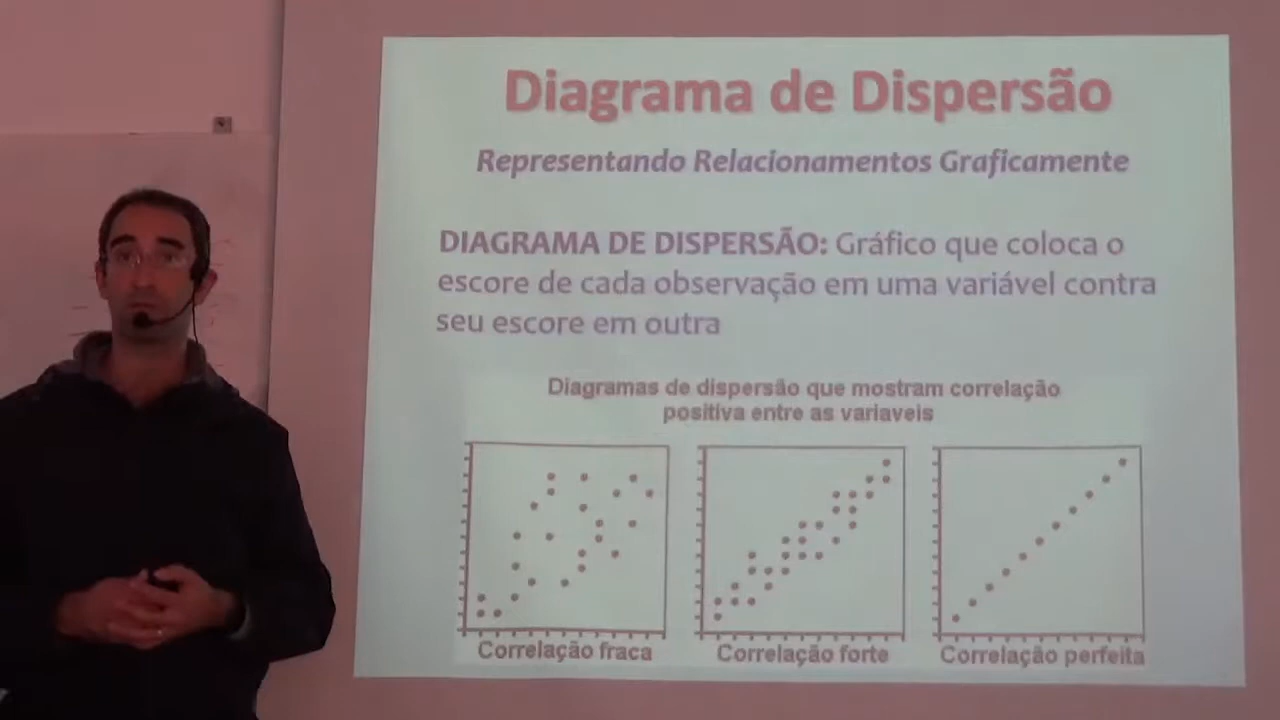 Diagrama de Dispersão
Representando Relacionamentos Graficamente
DIAGRAMA DE DISPERSÃO: Gráfico que coloca o
escore de cada observação em uma variável contra
seu escore em outra
Diagramas de dispersão que mostram correlação
positiva entre as variaveis
Correlação fraca
Correlação forte
Correlação perfeita